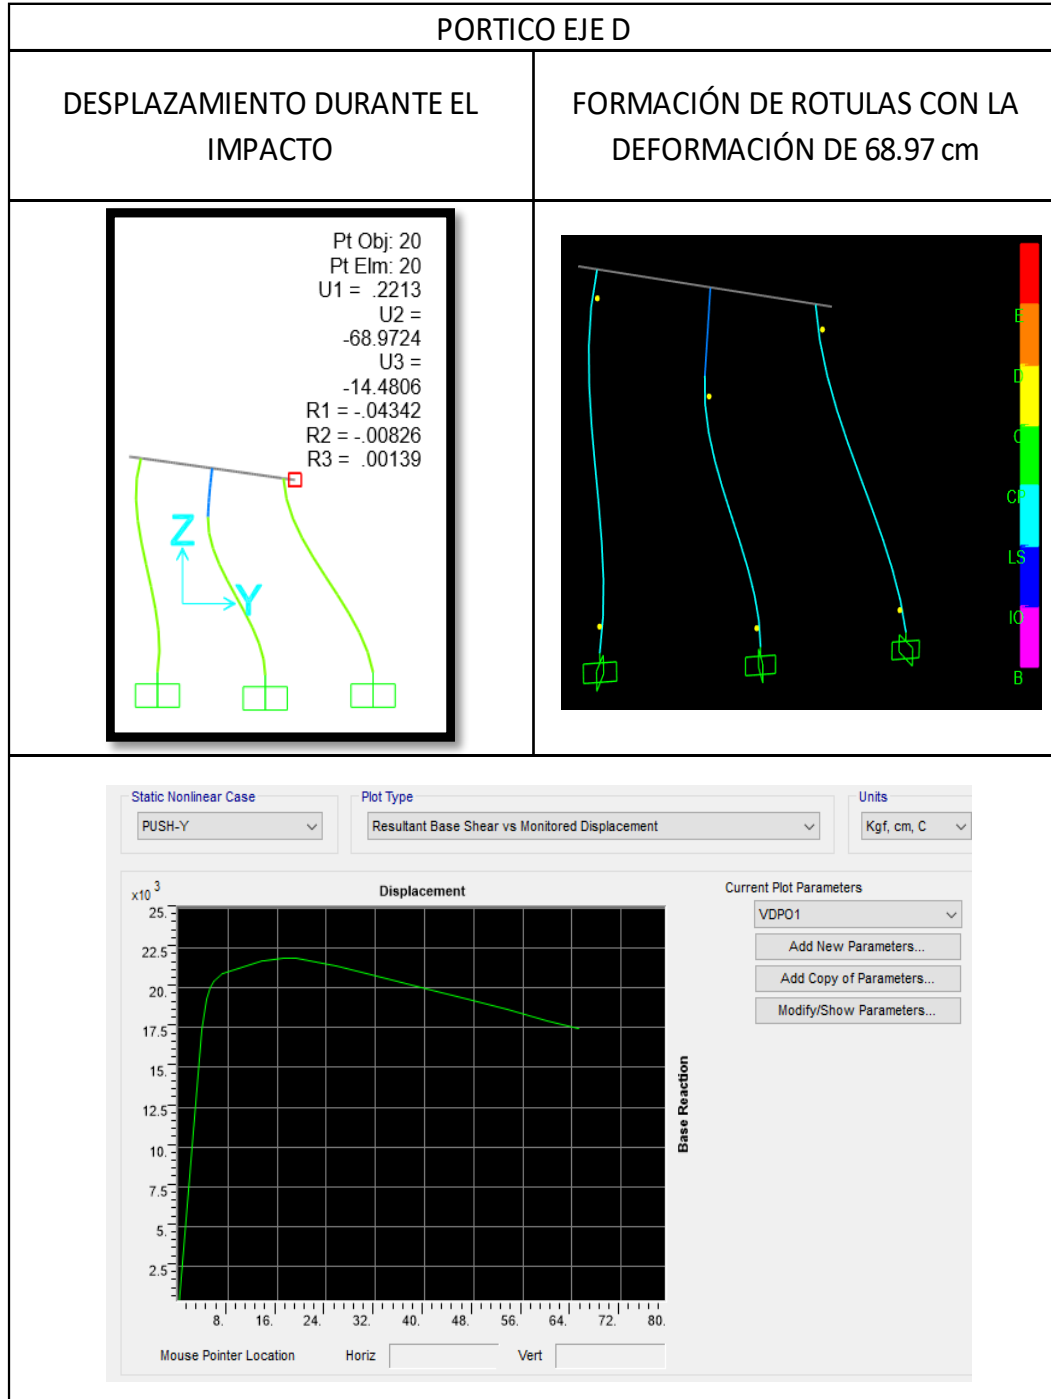 PORTICO EJE D
DESPLAZAMIENTO DURANTE EL
IMPACTO
FORMACIÓN DE ROTULAS CON LA
DEFORMACIÓN DE 68.97 cm
Pt Obj: 20
Pt Elm: 20
U1 = .2213
U2 =
-68.9724
U3 =
-14.4806
R1 = -.04342
R2 = -.00826
R3 = .00139
Z
Y
E
D
C
CP
LS
IO
B
Static Nonlinear Case
PUSH-Y
Plot Type
Resultant Base Shear vs Monitored Displacement
Units
Kgf, cm, C
x10 3
Displacement
25.
22.5
20.
17.5
15.
12.5
10.
7.5
5.
2.5
8. 16. 24. 32. 40. 48. 56. 64. 72. 80.
Base Reaction
Current Plot Parameters
VDPO1
Add New Parameters...
Add Copy of Parameters...
Modify/Show Parameters...
Mouse Pointer Location Horiz Vert